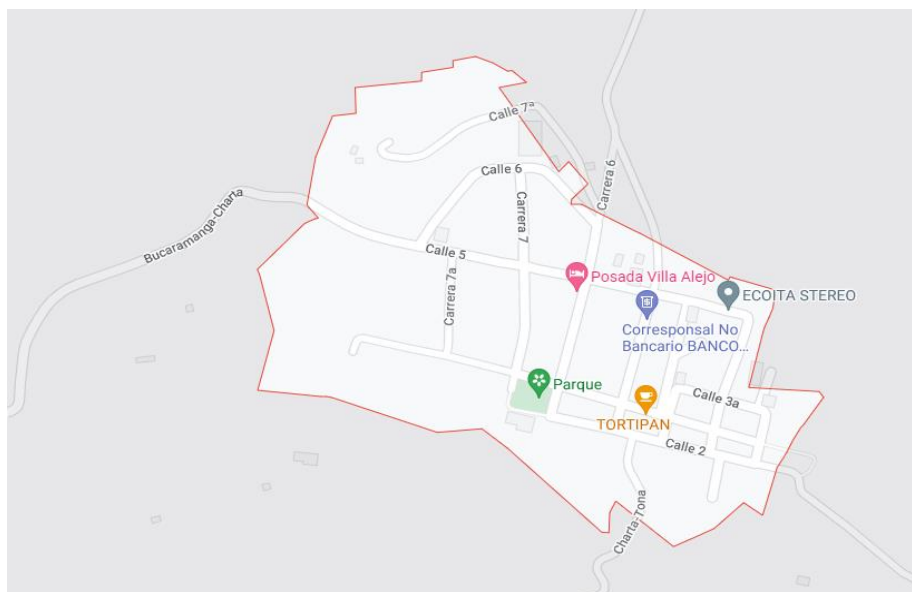 Calle 7ª
Calle 6
Carrera 6
Bucaramanga-Charta
Carrera 7
Calle 5
Carrera 7a
Posada Villa Alejo
ECOITA STEREO
Corresponsal No
Bancario BANCO...
Parque
Calle 3a
TORTIPAN
Calle 2
Charta-Tona